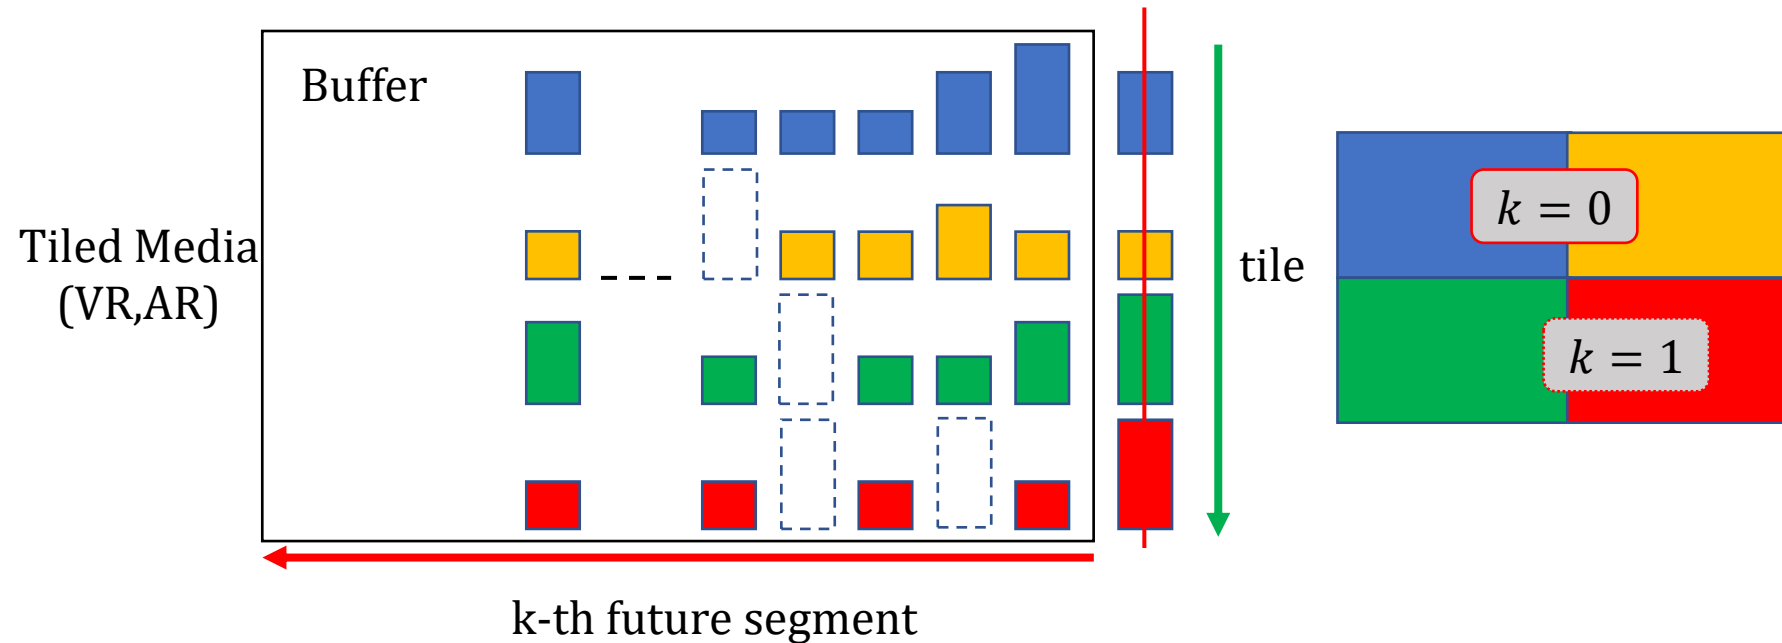 Buffer
Tiled Media
(VR,AR)
tile
k = 0
k = 1
k-th future segment